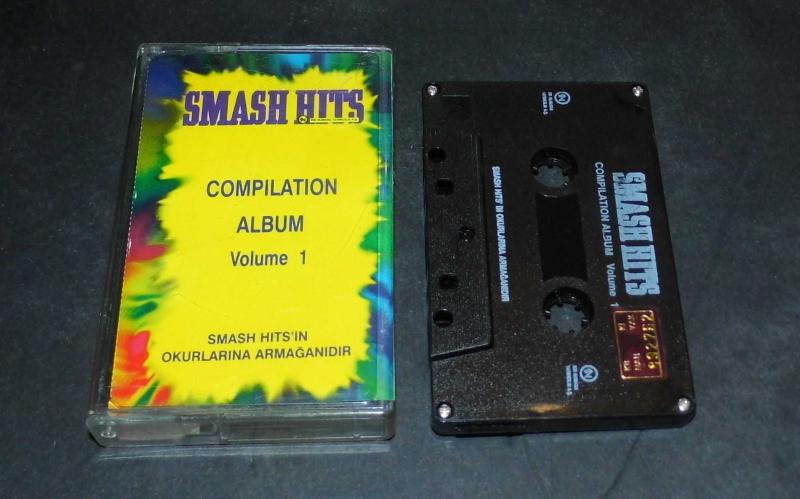 SMASH HITS
COMPILATION
ALBUM
Volume 1
SMASH HITS'İN
OKURLARINA ARMAĞANIDIR
SMASH HITS
COMPILATION ALBUM Volume 1
SMASH HITS' İN OKURLARINA ARMAĞANIDIR